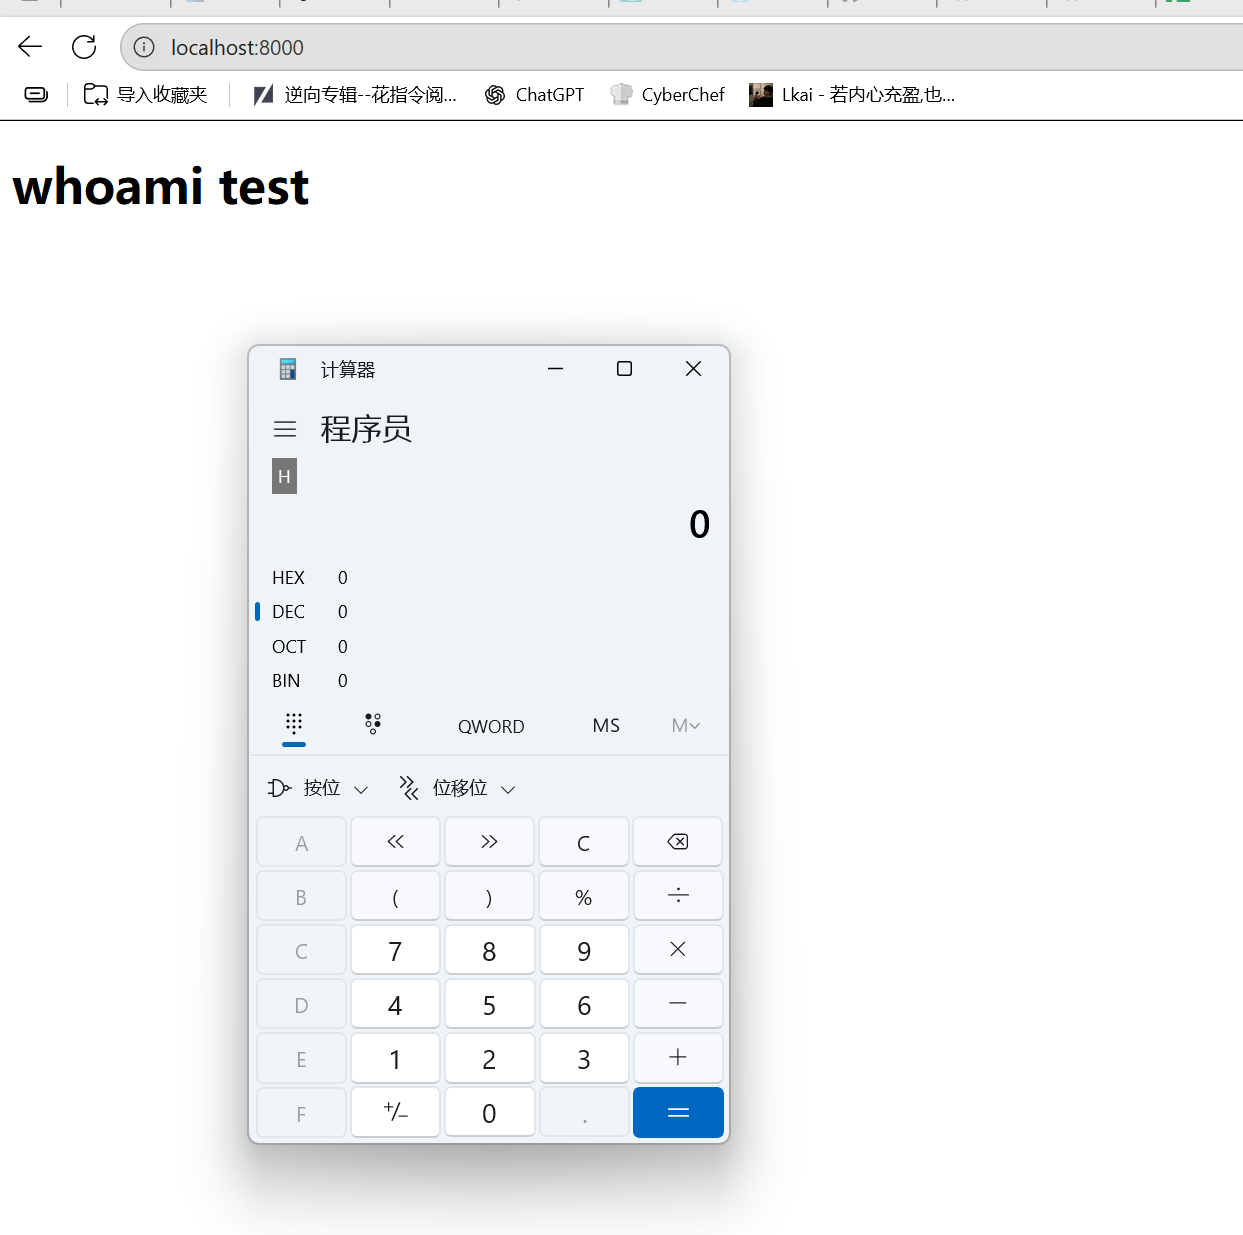 localhost:8000
导入收藏夹 逆向专辑--花指令阅... ChatGPT CyberChef Lkai - 若内心充盈,也...
whoami test
计算器
程序员
H
0
HEX 0
DEC 0
OCT 0
BIN 0
QWORD MS M
按位 位移位
A « » C
B ( ) % ÷
C 7 8 9 ×
D 4 5 6 −
E 1 2 3 +
F +/− 0 . =